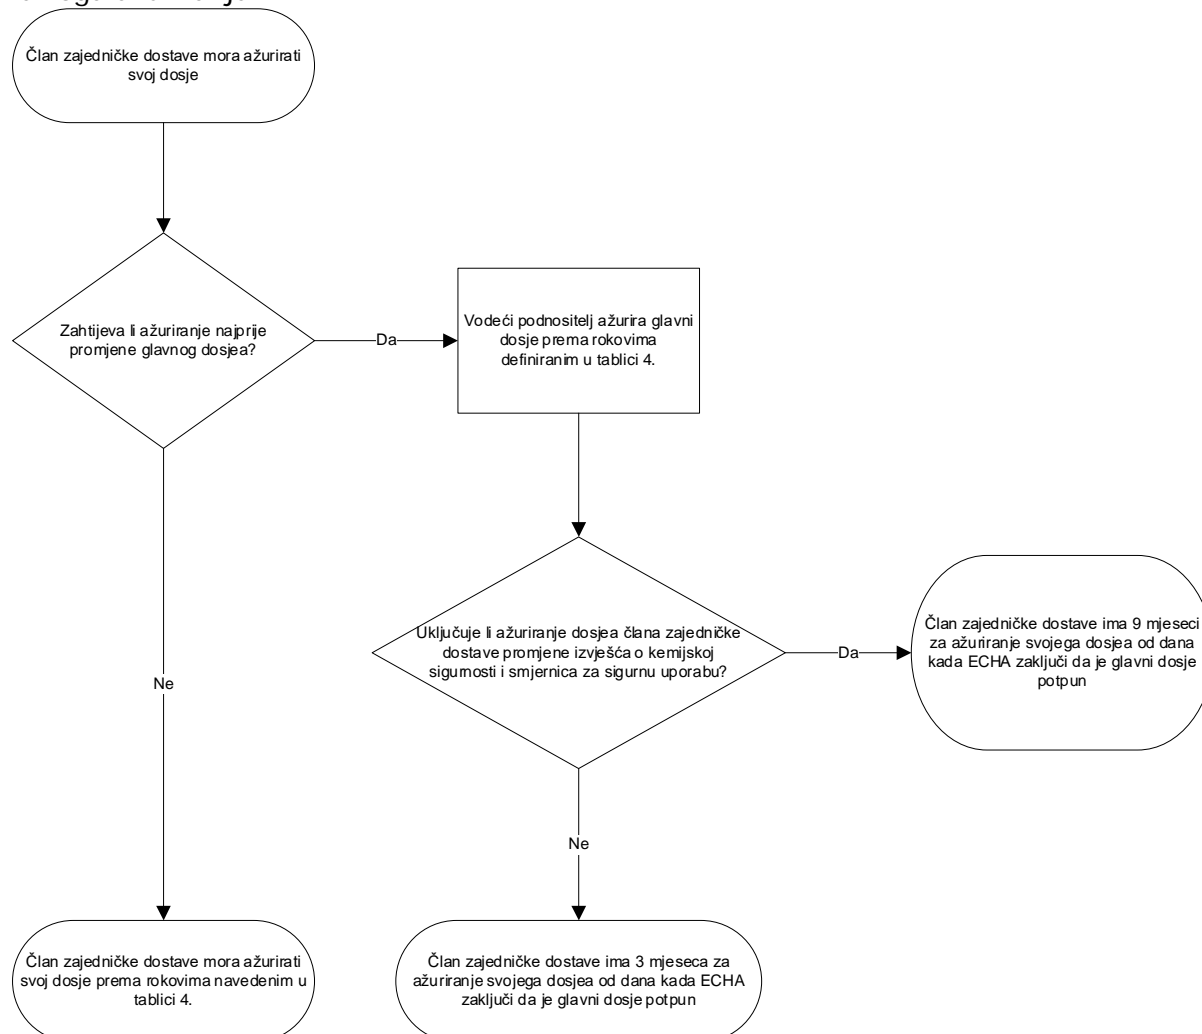 Član zajedničke dostave mora ažurirati
svoj dosje
Zahtijeva li ažuriranje najprije
promjene glavnog dosjea?
Da
Vodeći podnositelj ažurira glavni
dosje prema rokovima
definiranim u tablici 4.
Uključuje li ažuriranje dosjea člana zajedničke
dostave promjene izvješća o kemijskoj
sigurnosti i smjernica za sigurnu uporabu?
Da
Član zajedničke dostave ima 9 mjeseci
za ažuriranje svojega dosjea od dana
kada ECHA zaključi da je glavni dosje
potpun
Ne
Ne
Član zajedničke dostave mora ažurirati
svoj dosje prema rokovima navedenim u
tablici 4.
Član zajedničke dostave ima 3 mjeseca za
ažuriranje svojega dosjea od dana kada ECHA
zaključi da je glavni dosje potpun